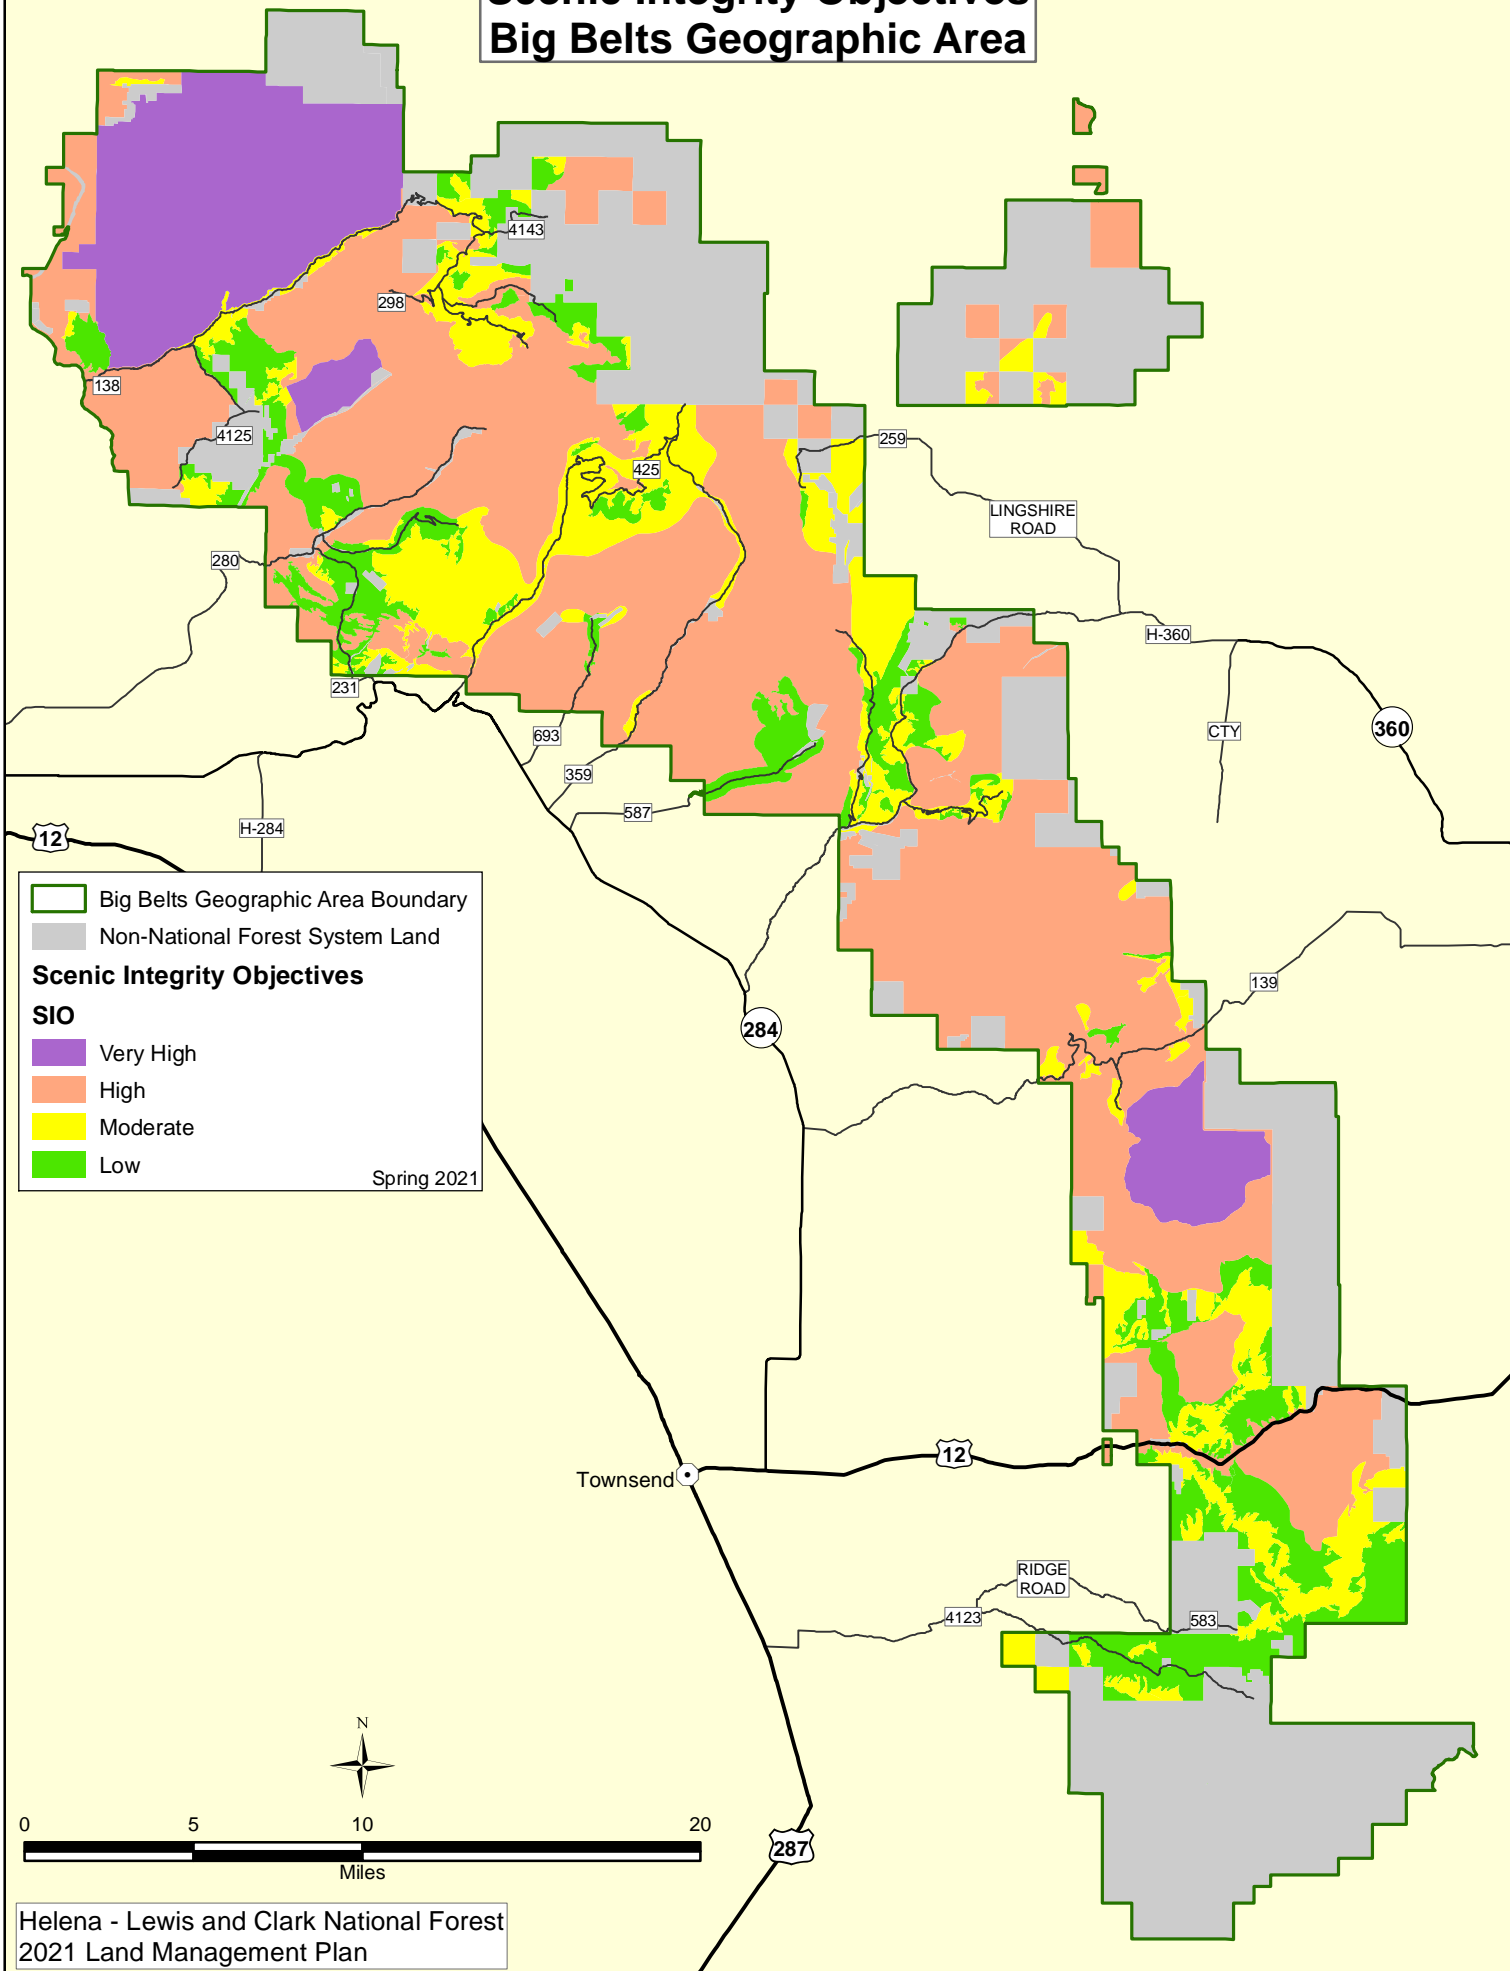 Scenic Integrity Objectives
Big Belts Geographic Area
4143
298
138
4125
425
259
LINGSHIRE
ROAD
280
H-360
231
360
CTY
693
359
587
H-284
12
Big Belts Geographic Area Boundary
Non-National Forest System Land
Scenic Integrity Objectives
SIO
Very High
High
Moderate
Low
Spring 2021
139
284
12
Townsend
RIDGE
ROAD
4123
583
N
0 5 10 20
Miles
287
Helena - Lewis and Clark National Forest
2021 Land Management Plan